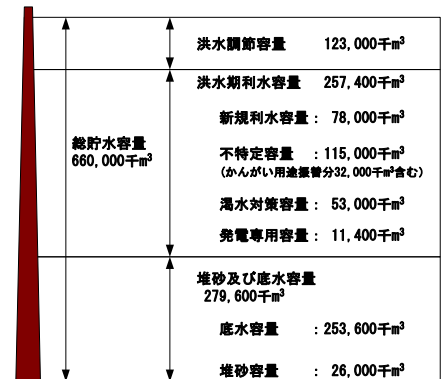 洪水調節容量 123,000千m³
洪水期利水容量 257,400千m³
新規利水容量： 78,000千m³
総貯水容量
660,000千m³
不特定容量 ：115,000千m³
（かんがい用途振替分32,000千m³含む）
渇水対策容量： 53,000千m³
発電専用容量： 11,400千m³
堆砂及び底水容量
279,600千m³
底水容量 ：253,600千m³
堆砂容量 ： 26,000千m³